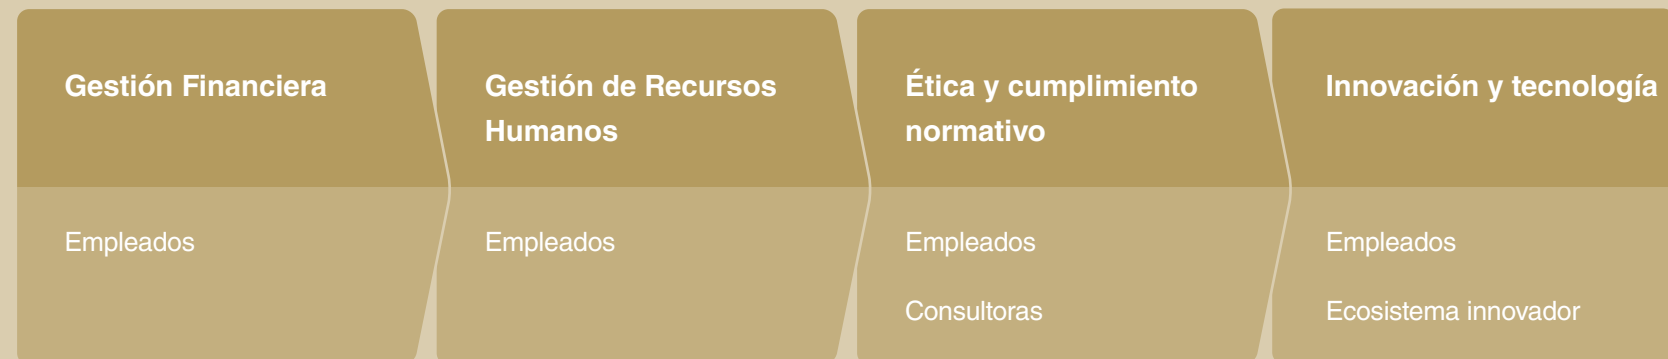 Gestión Financiera
Empleados
Gestión de Recursos
Humanos
Empleados
Ética y cumplimiento
normativo
Empleados
Consultoras
Innovación y tecnología
Empleados
Ecosistema innovador